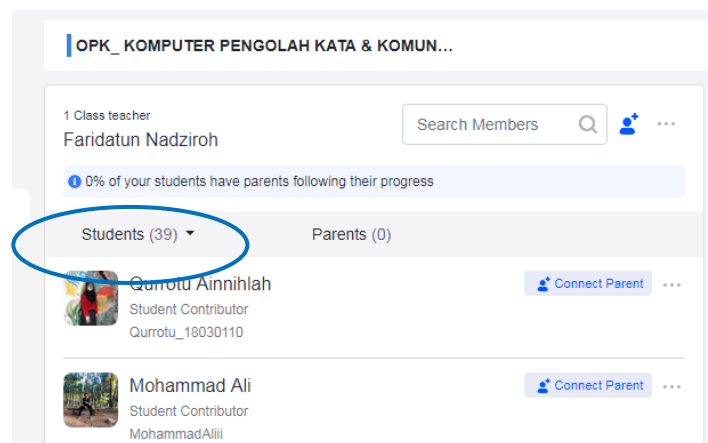 OPK_ KOMPUTER PENGOLAH KATA & KOMUN...
1 Class teacher
Faridatun Nadziroh
Search Members
0% of your students have parents following their progress
Students (39)
Parents (0)
Qurrotu Ainnihlah
Connect Parent
Student Contributor
Qurrotu_18030110
Mohammad Ali
Connect Parent
Student Contributor
MohammadAliii